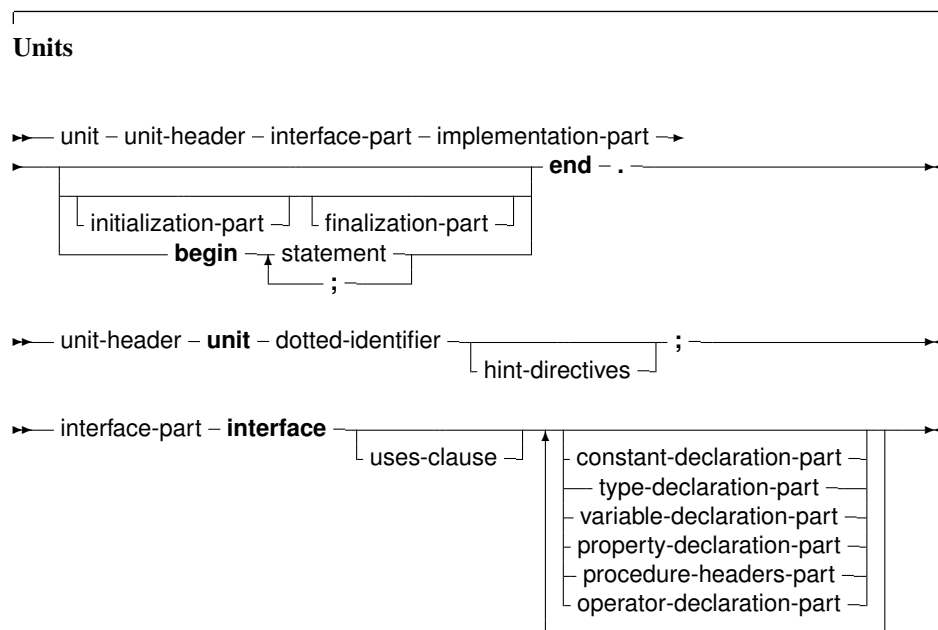 Units
unit unit-header interface-part implementation-part
end .
initialization-part finalization-part
begin statement
;
unit-header unit dotted-identifier ;
hint-directives
interface-part interface
uses-clause constant-declaration-part
type-declaration-part
variable-declaration-part
property-declaration-part
procedure-headers-part
operator-declaration-part